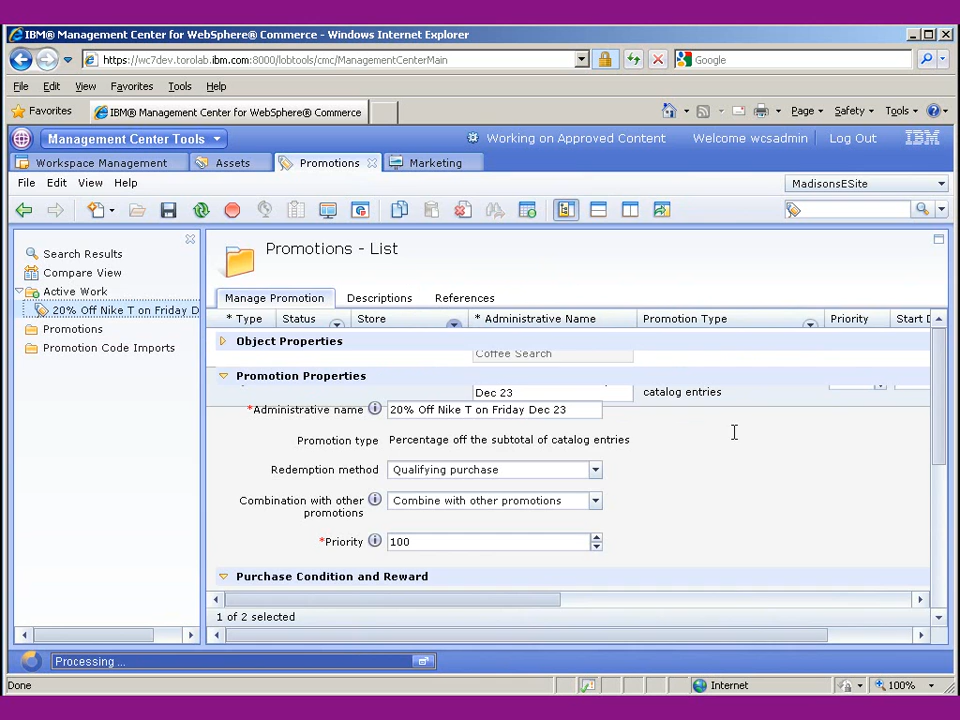 IBM® Management Center for WebSphere® Commerce - Windows Internet Explorer
https://wc7dev.torolab.ibm.com:8000/lobtools/cmc/ManagementCenterMain
Google
File Edit View Favorites Tools Help
Favorites IBM® Management Center for WebSphere® Commerce Page Safety Tools
Management Center Tools Working on Approved Content Welcome wcsadmin Log Out IBM
Workspace Management Assets Promotions Marketing
File Edit View Help MadisonsESite
Search Results
Compare View
Active Work
20% Off Nike T on Friday D
Promotions
Promotion Code Imports
Promotions - List
Manage Promotion Descriptions References
* Type Status Store * Administrative Name Promotion Type Priority Start D
Object Properties
Coffee Search
Promotion Properties
Dec 23 catalog entries
*Administrative name 20% Off Nike T on Friday Dec 23
Promotion type Percentage off the subtotal of catalog entries
Redemption method Qualifying purchase
Combination with other promotions Combine with other promotions
*Priority 100
Purchase Condition and Reward
1 of 2 selected
Processing ...
Done Internet 100%